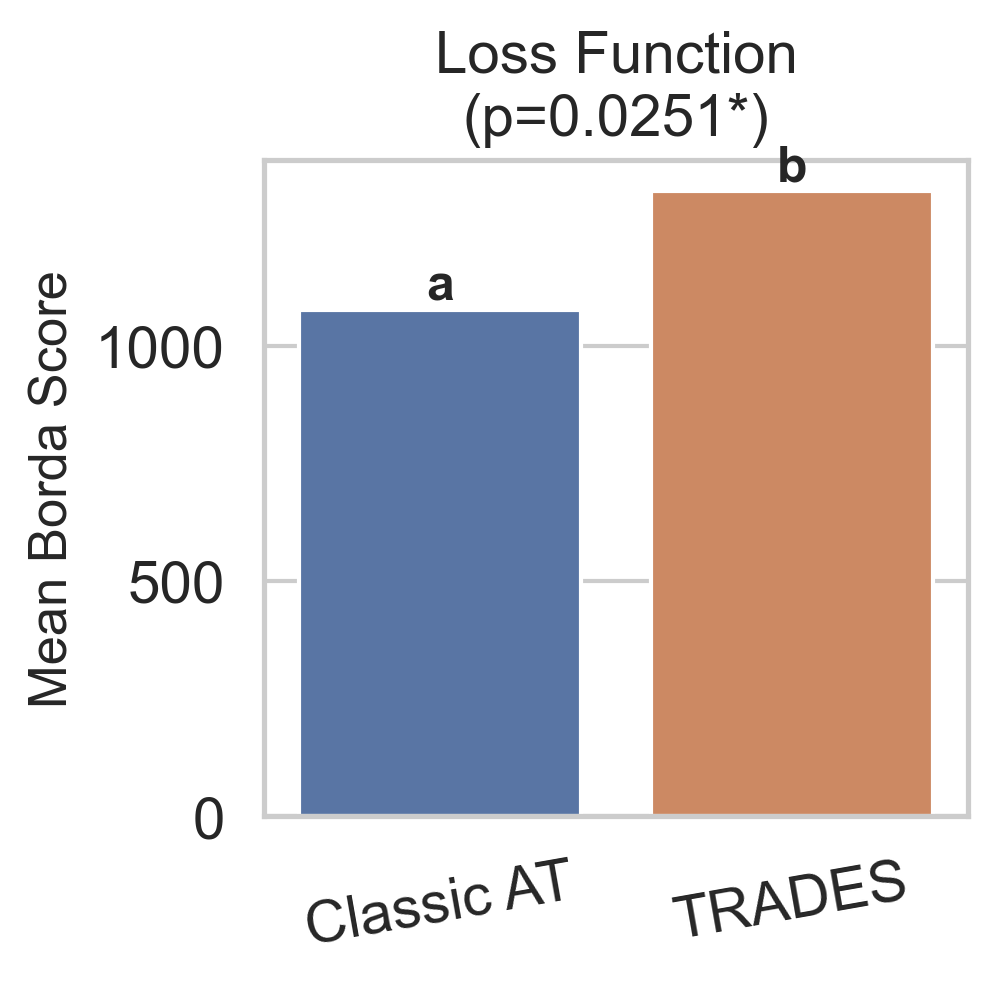 Loss Function
(p=0.0251*)
b
a
Mean Borda Score
1000
500
0
Classic AT
TRADES